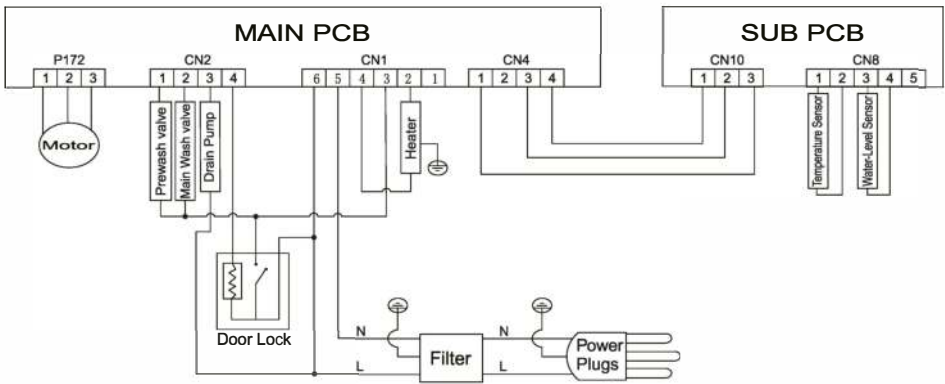 MAIN PCB
SUB PCB
P172
CN2
CN1
CN4
CN10
CN8
1 2 3
1 2 3 4
6 5 4 3 2 1
1 2 3 4
1 2 3
1 2 3 4 5
Motor
Prewash valve
Main Wash valve
Drain Pump
Heater
Temperature Sensor
Water-Level Sensor
Door Lock
N
N
L
L
Filter
Power
Plugs